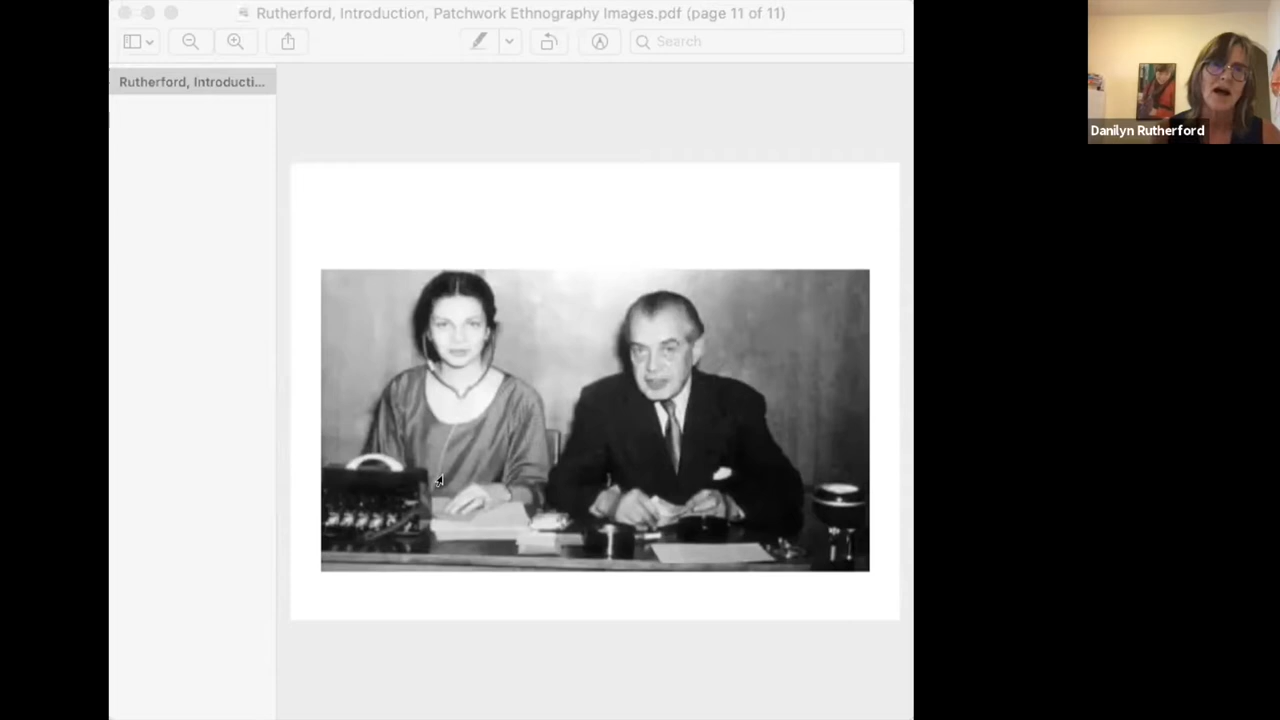 Rutherford, Introduction, Patchwork Ethnography Images.pdf (page 11 of 11)
Search
Rutherford, Introducti...
Danilyn Rutherford